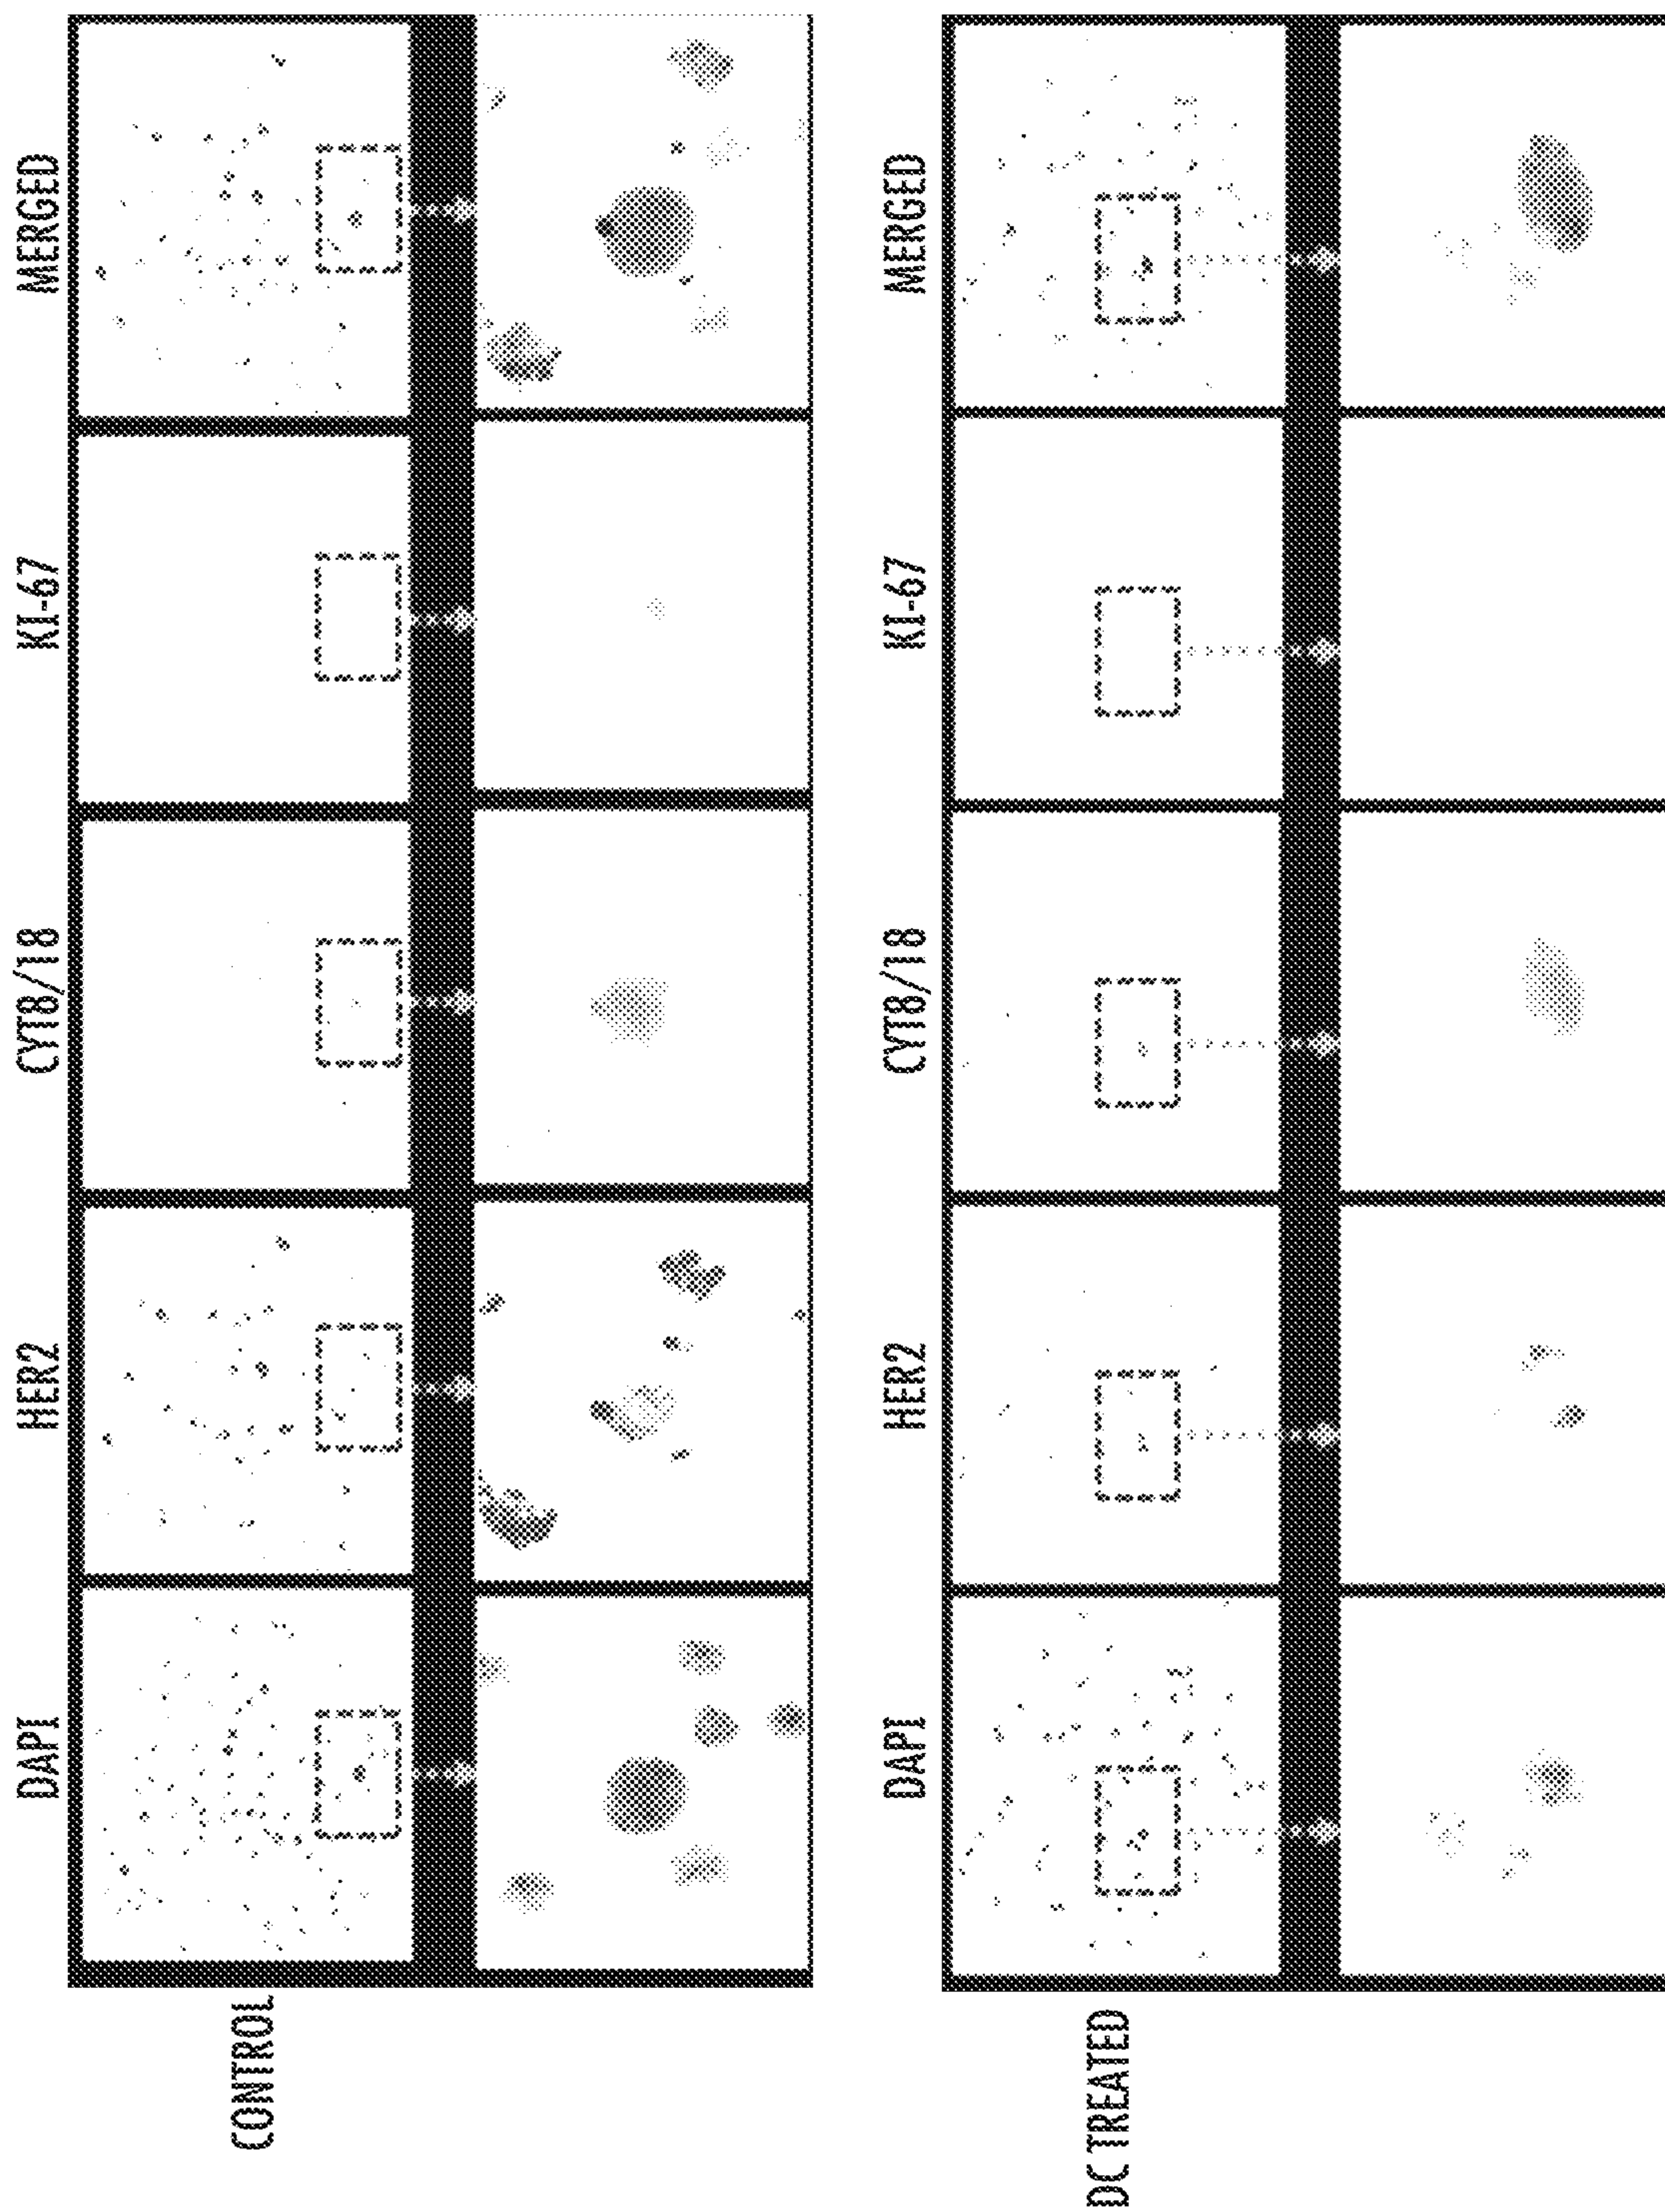 DAPI HER2 CYT8/18 KI-67 MERGED
CONTROL
DAPI HER2 CYT8/18 KI-67 MERGED
DC TREATED